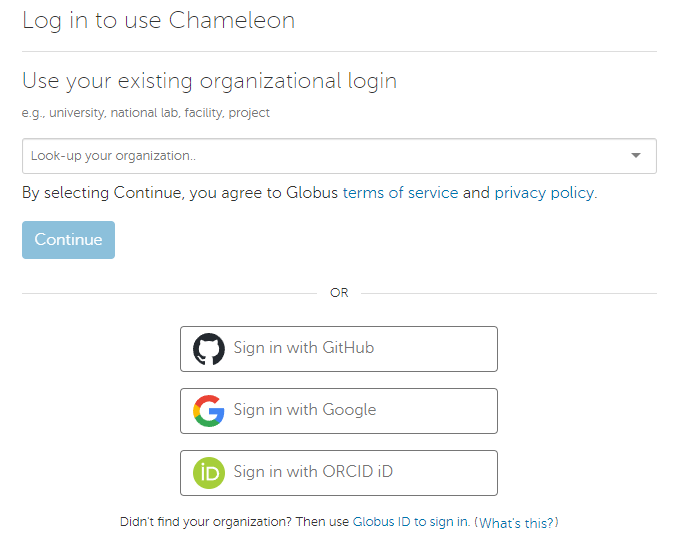 Log in to use Chameleon
Use your existing organizational login
e.g., university, national lab, facility, project
Look-up your organization..
By selecting Continue, you agree to Globus terms of service and privacy policy.
Continue
OR
Sign in with GitHub
Sign in with Google
iD Sign in with ORCID iD
Didn't find your organization? Then use Globus ID to sign in. (What's this?)